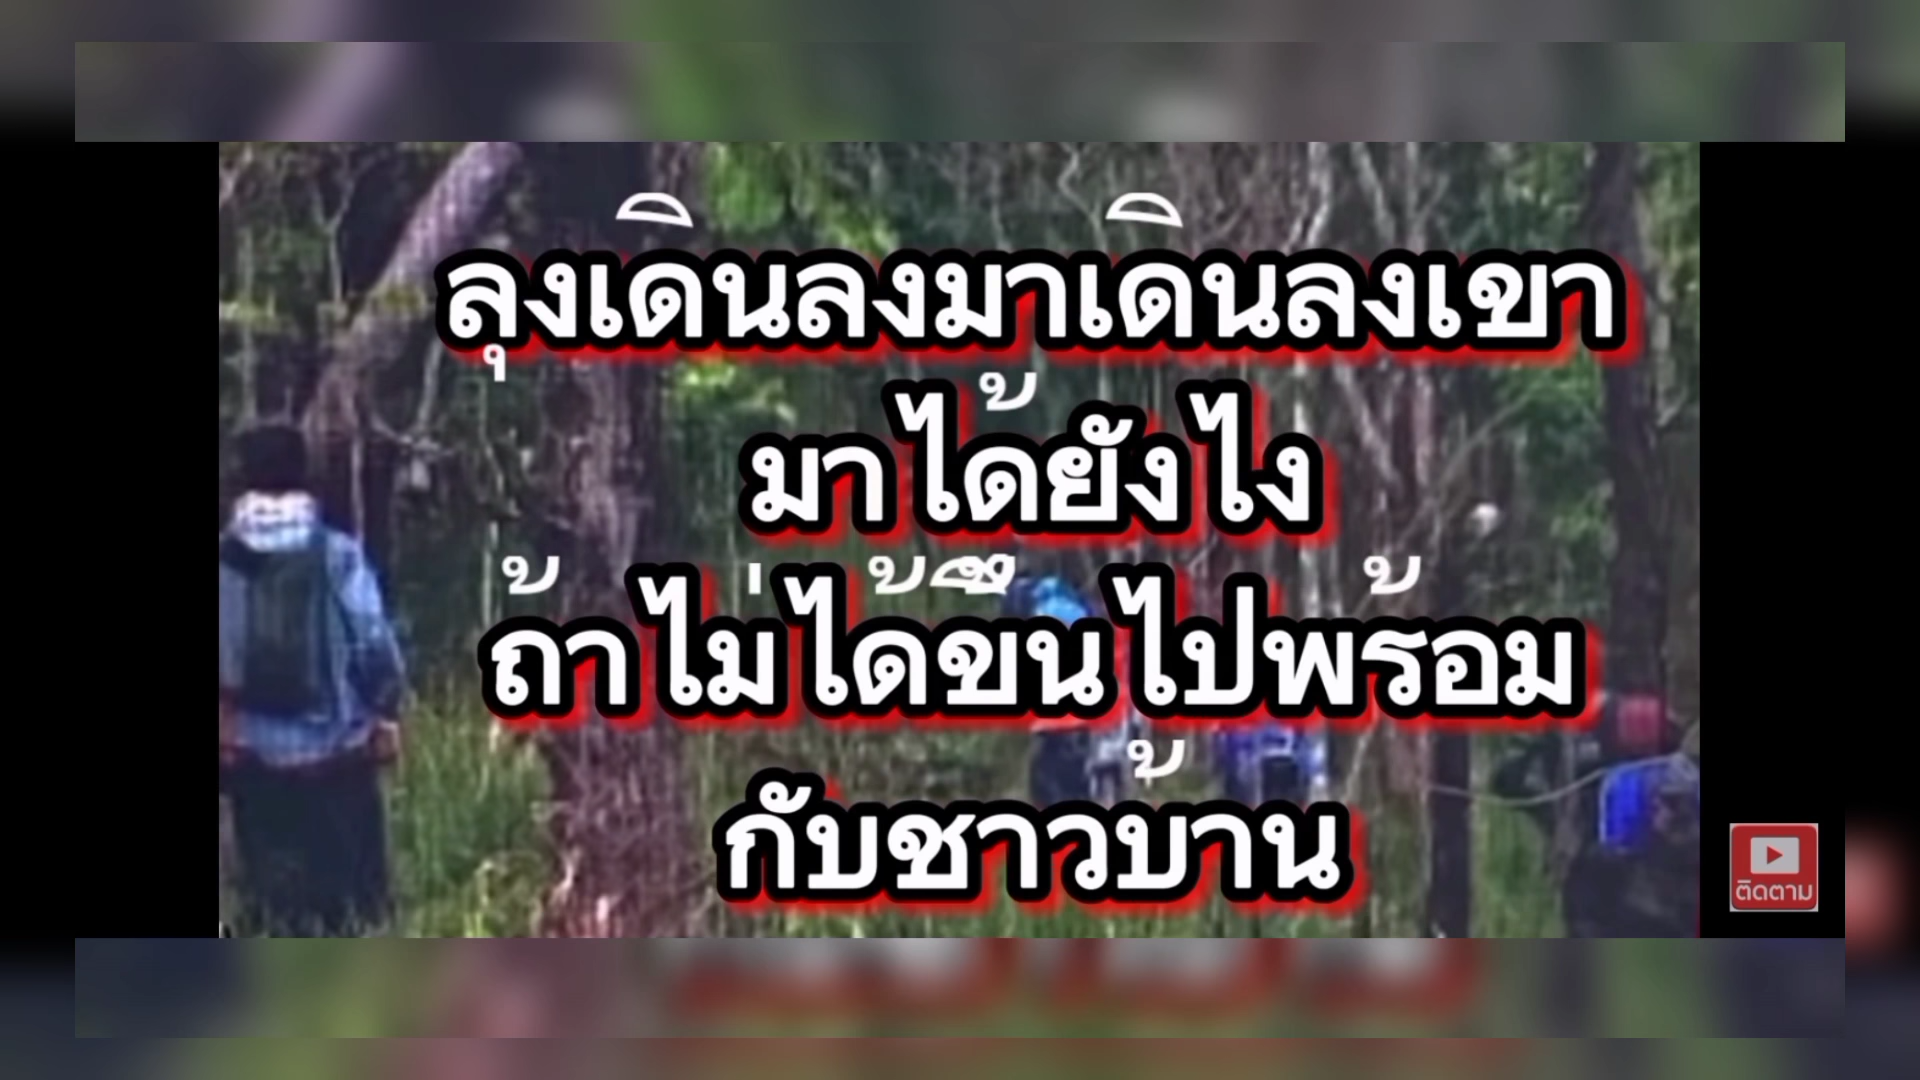 ลุงเดินลงมาเดินลงเขา
มาได้ยังไง
ถ้าไม่ได้ขึ้นไปพร้อม
กับชาวบ้าน
ติดตาม